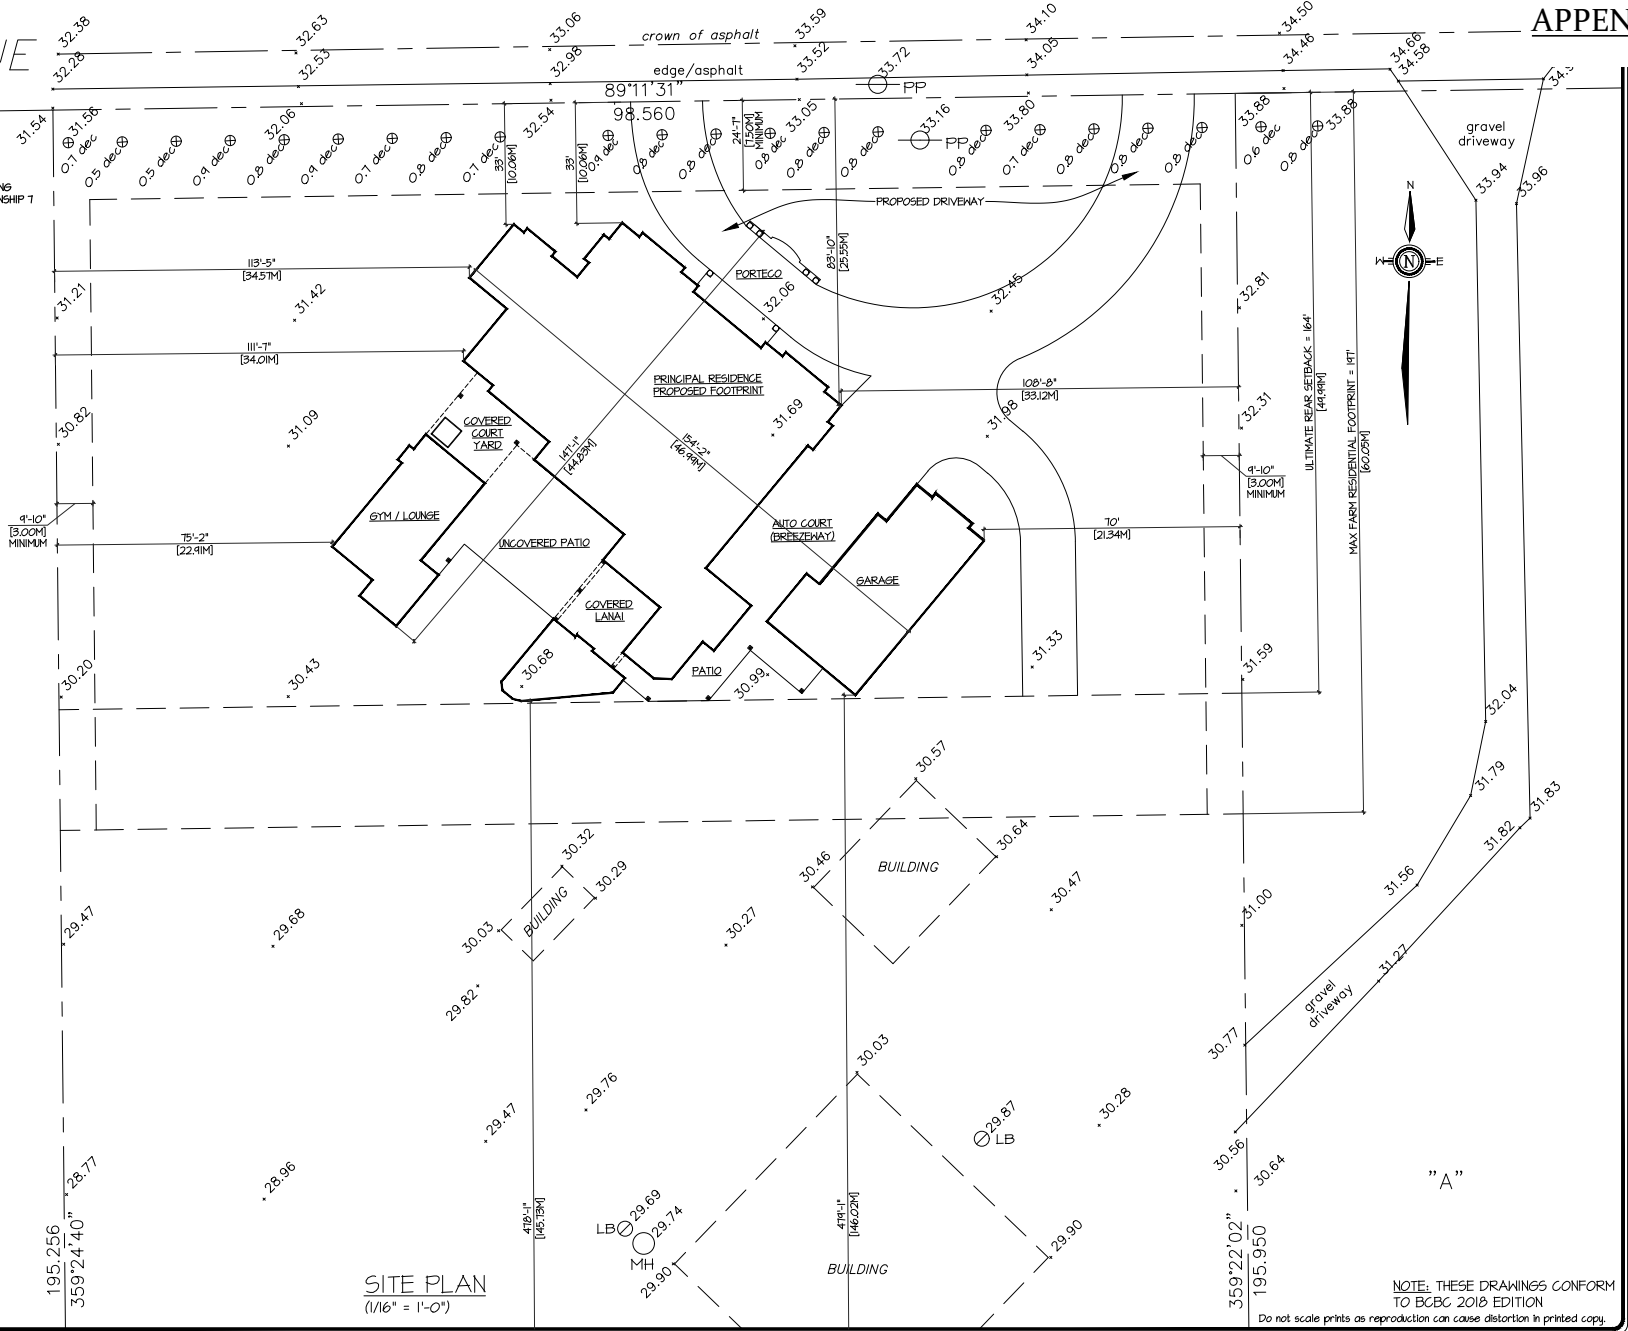 APPEN
32.38
32.63
33.06
crown of asphalt
33.59
34.10
34.50
32.28
32.53
32.98
edge/asphalt
33.52
34.05
34.46
34.66
34.58
89°11'31"
98.560
33.72
PP
31.54
31.56
32.06
32.54
33.05
33.16
PP
33.80
33.88
33.88
gravel
driveway
0.7 dec
0.5 dec
0.5 dec
0.9 dec
0.8 dec
0.9 dec
0.7 dec
0.8 dec
0.7 dec
0.9 dec
0.8 dec
0.8 dec
0.8 dec
0.8 dec
0.8 dec
0.8 dec
0.7 dec
0.8 dec
0.8 dec
0.8 dec
0.6 dec
0.8 dec
33'
[10.06M]
33'
[10.06M]
24'-7"
[7.50M]
MINIMUM
NSHIP 7
33.94
33.96
PROPOSED DRIVEWAY
N
W
N
E
113'-5"
[34.57M]
83'-10"
[25.55M]
PORTECO
31.21
31.42
32.06
32.45
32.81
111'-7"
[34.01M]
PRINCIPAL RESIDENCE
PROPOSED FOOTPRINT
108'-8"
[33.12M]
ULTIMATE REAR SETBACK = 164'
[49.99M]
MAX FARM RESIDENTIAL FOOTPRINT = 197'
[60.05M]
30.82
31.09
COVERED
COURT
YARD
147'-1"
[44.83M]
154'-2"
[46.99M]
31.69
31.98
32.31
9'-10"
[3.00M]
MINIMUM
9'-10"
[3.00M]
MINIMUM
GYM / LOUNGE
AUTO COURT
(BREEZEWAY)
70'
[21.34M]
75'-2"
[22.91M]
UNCOVERED PATIO
GARAGE
COVERED
LANAI
30.20
30.43
30.68
PATIO
30.99
31.33
31.59
32.04
30.57
31.79
31.83
31.82
30.32
30.29
BUILDING
30.03
30.46
BUILDING
30.64
31.56
29.47
29.68
30.27
30.47
31.00
29.82
31.27
gravel
driveway
30.77
30.03
29.76
29.47
29.87
LB
30.28
28.77
28.96
30.56
30.64
"A"
478'-1"
[145.73M]
479'-1"
[146.02M]
29.69
LB
29.74
MH
29.90
29.90
BUILDING
195.256
359°24'40"
359°22'02"
195.950
SITE PLAN
(1/16" = 1'-0")
NOTE: THESE DRAWINGS CONFORM
TO BCBC 2018 EDITION
Do not scale prints as reproduction can cause distortion in printed copy.